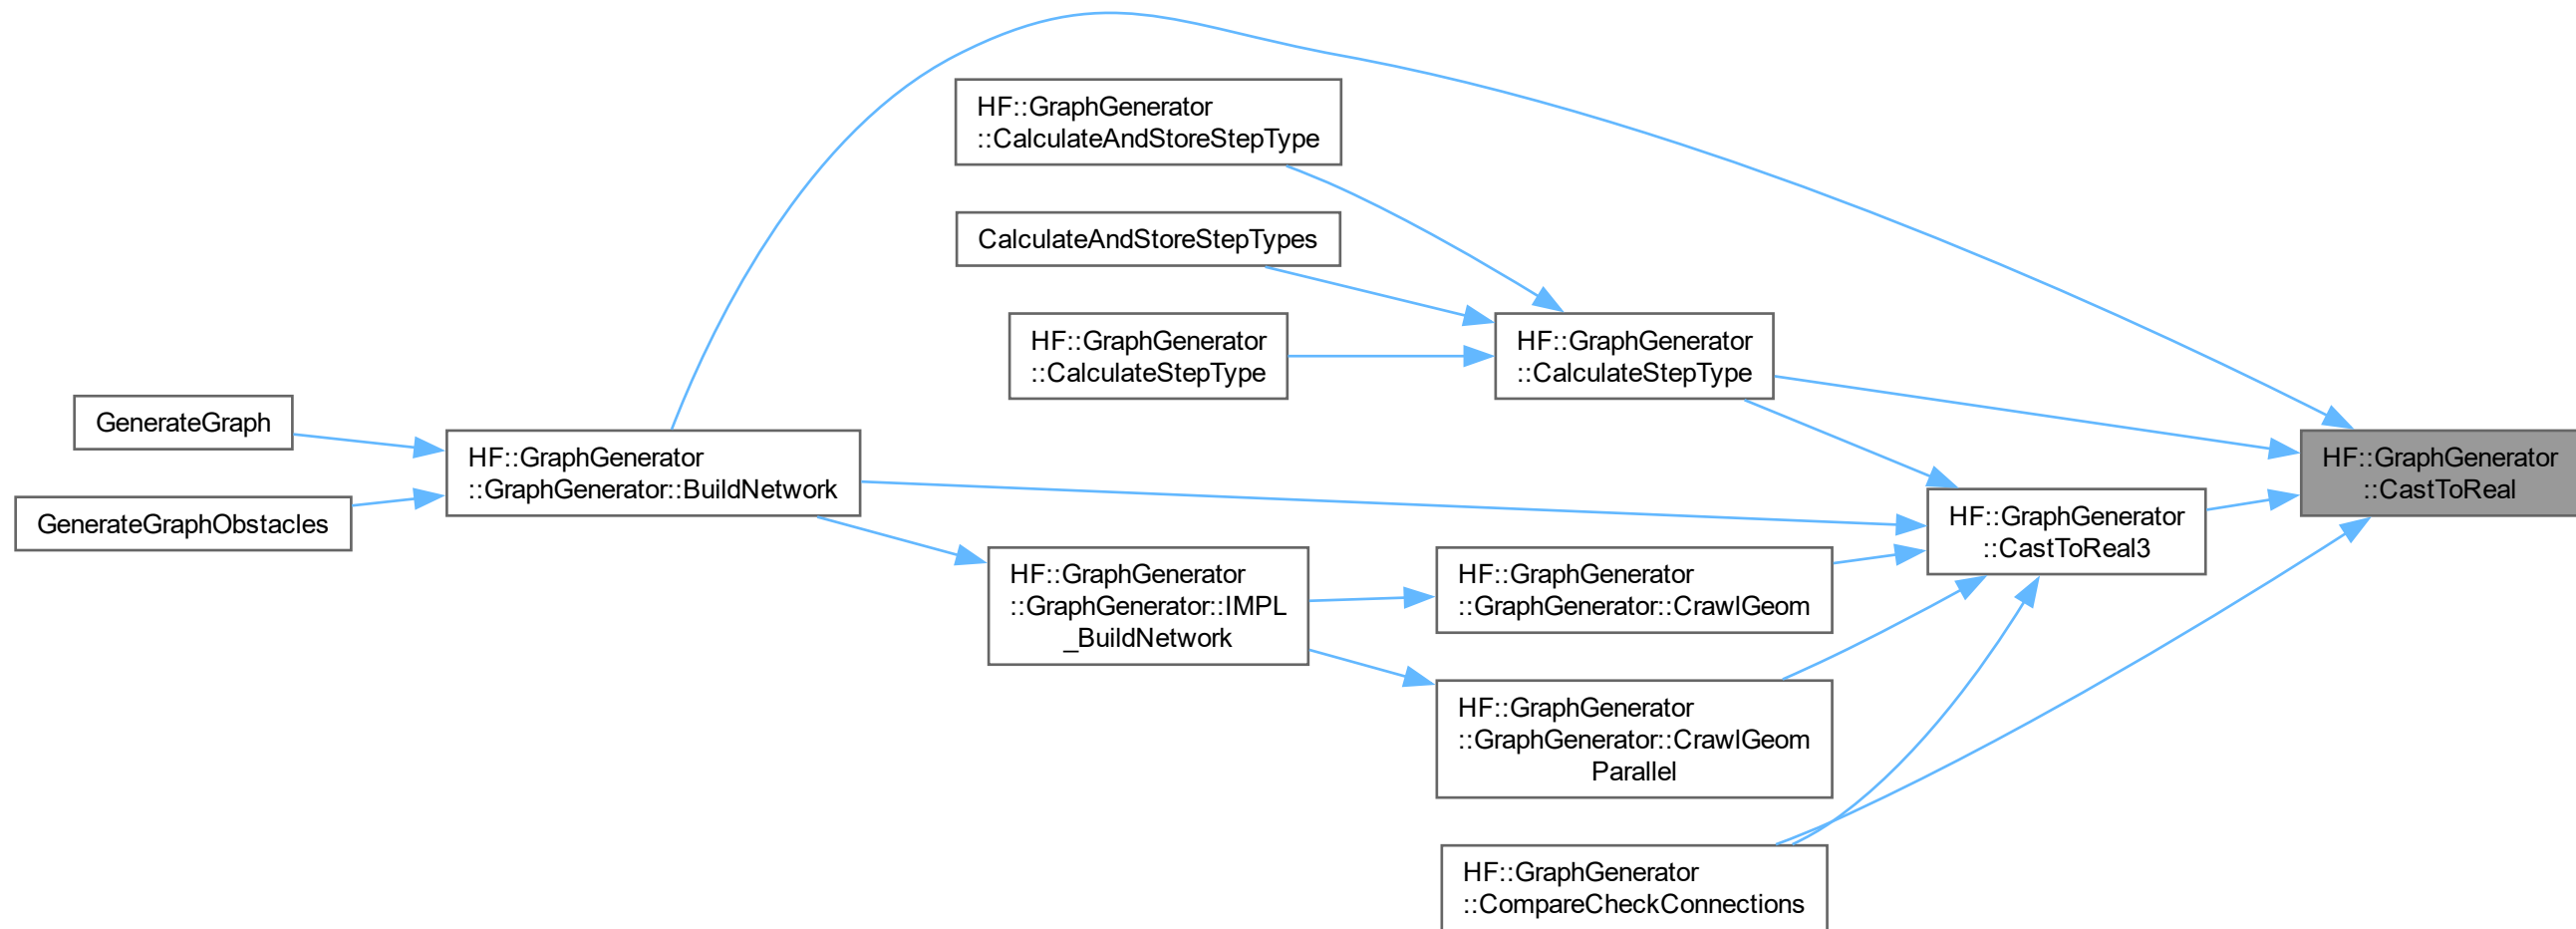 HF::GraphGenerator
::CalculateAndStoreStepType
CalculateAndStoreStepTypes
HF::GraphGenerator
::CalculateStepType
HF::GraphGenerator
::CalculateStepType
GenerateGraph
GenerateGraphObstacles
HF::GraphGenerator
::GraphGenerator::BuildNetwork
HF::GraphGenerator
::CastToReal
HF::GraphGenerator
::CastToReal3
HF::GraphGenerator
::GraphGenerator::IMPL
_BuildNetwork
HF::GraphGenerator
::GraphGenerator::CrawlGeom
HF::GraphGenerator
::GraphGenerator::CrawlGeom
Parallel
HF::GraphGenerator
::CompareCheckConnections